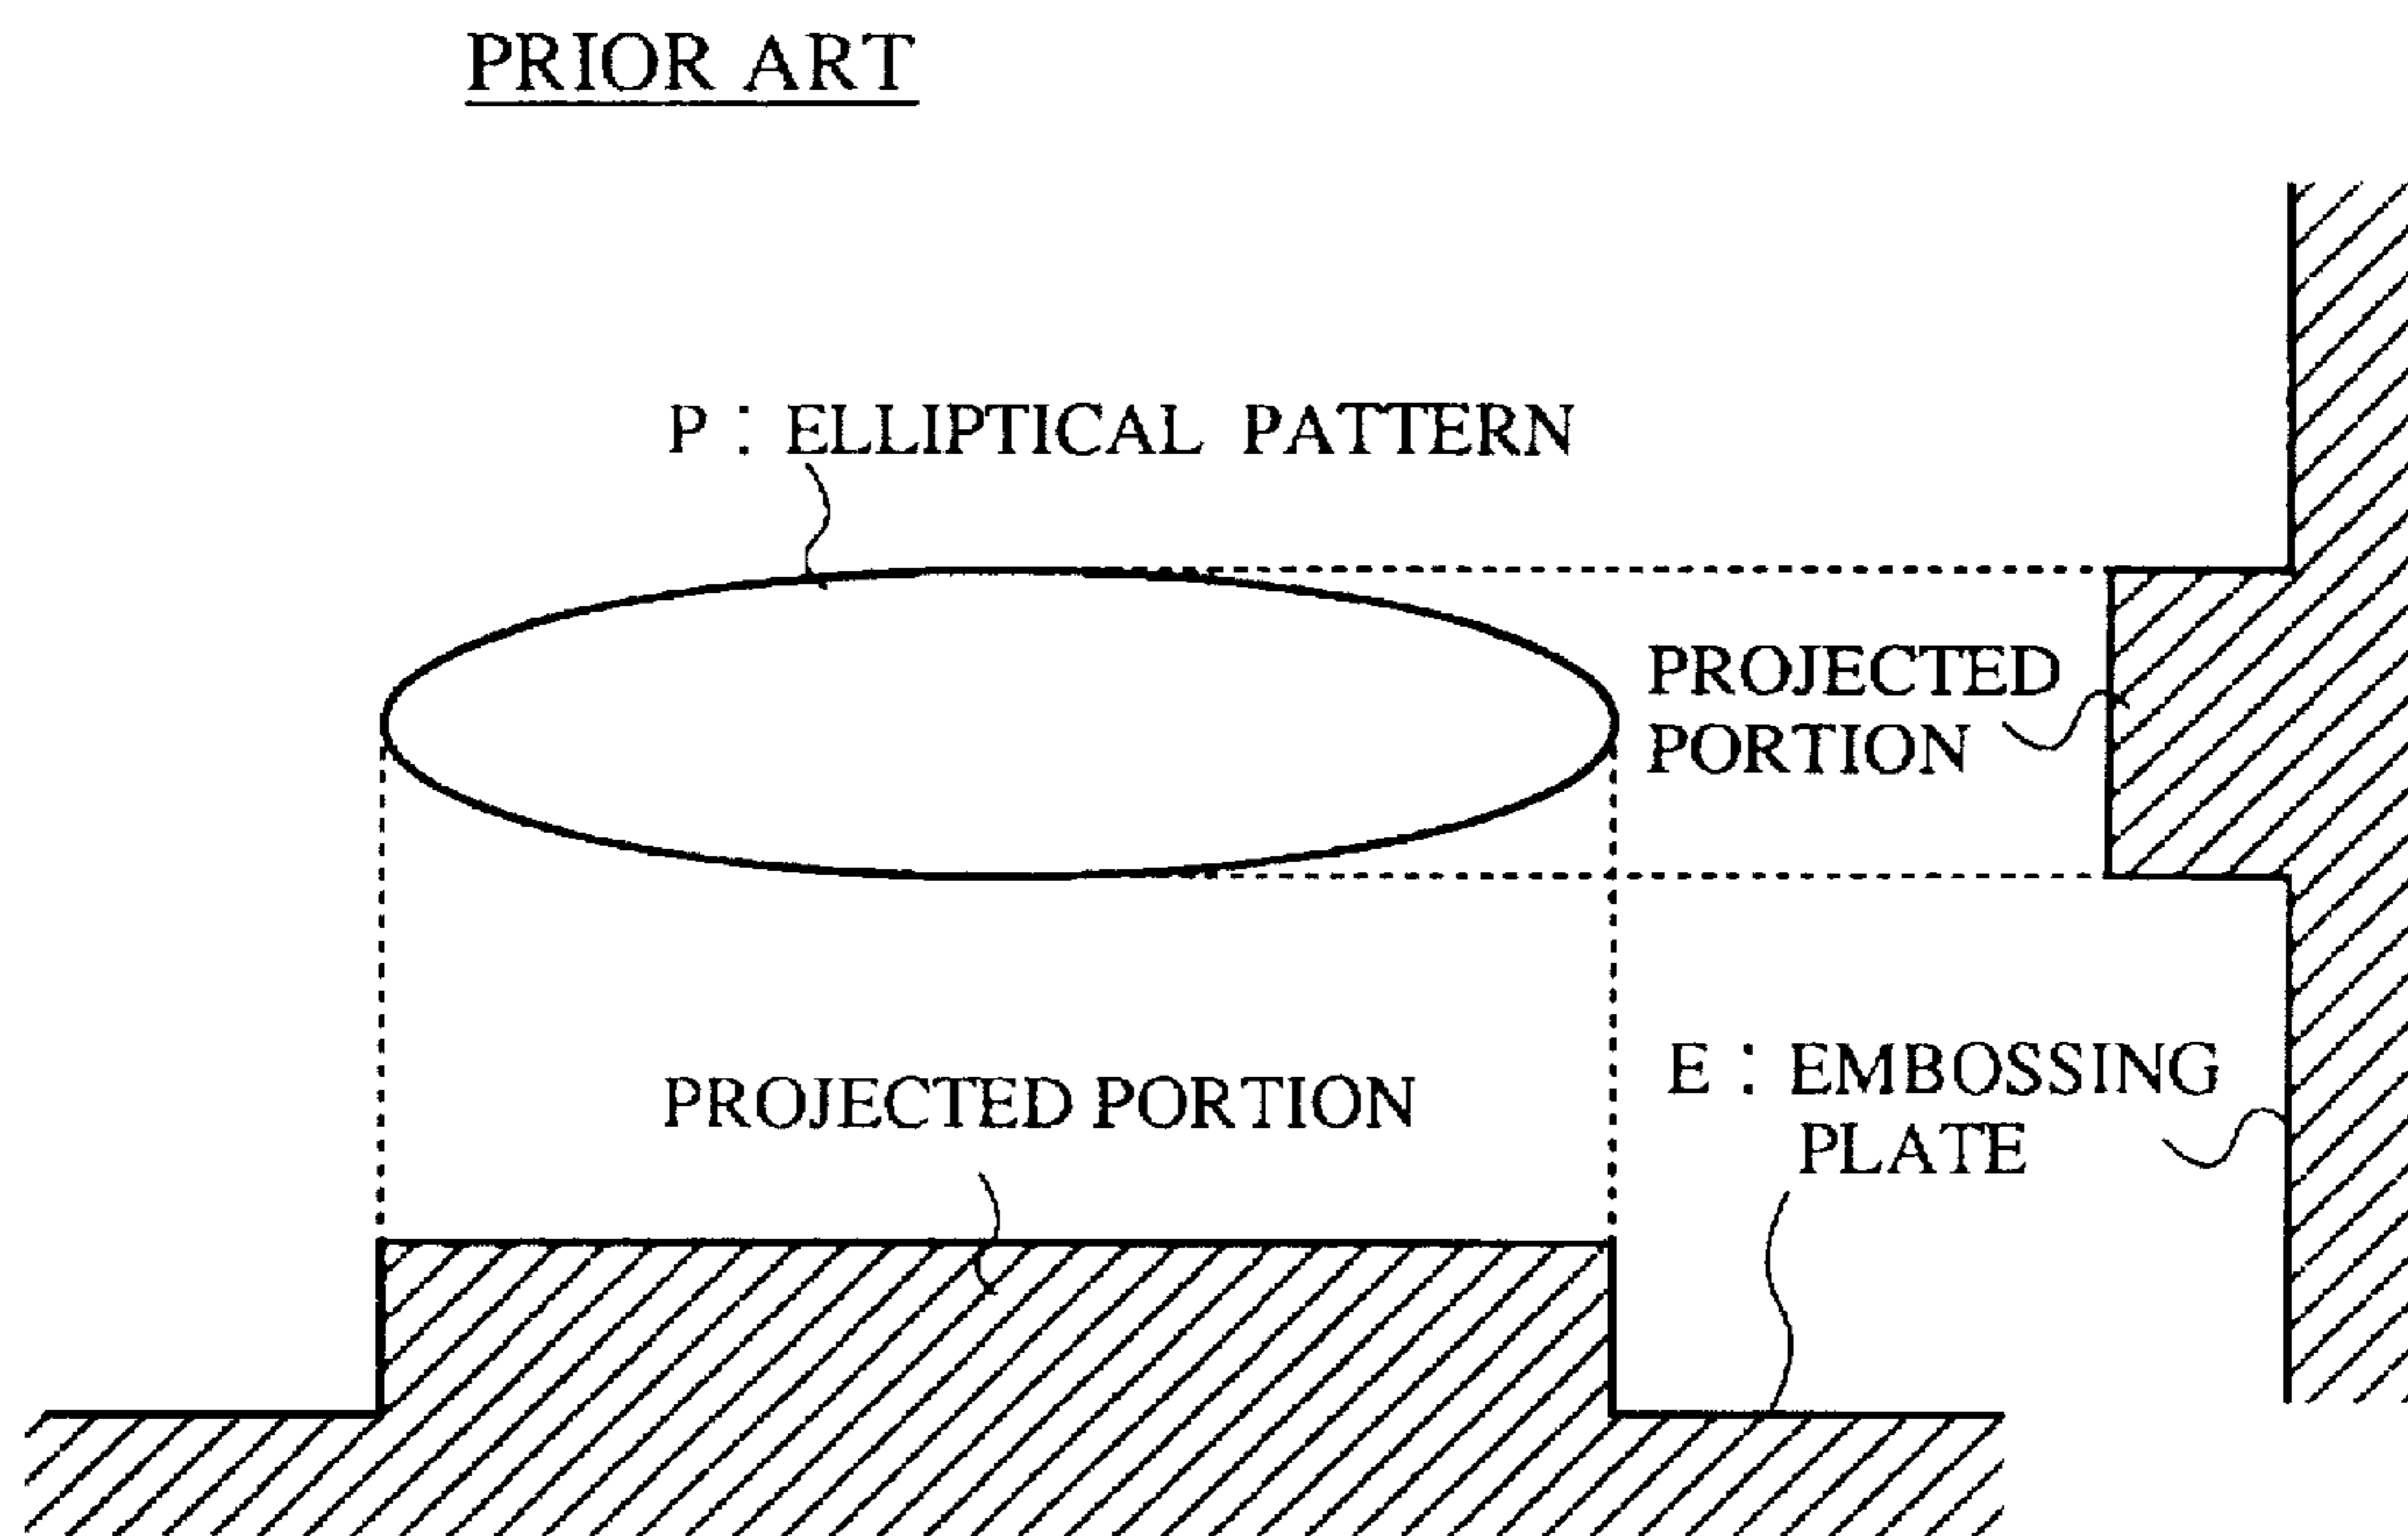 PRIOR ART
P : ELLIPTICAL PATTERN
PROJECTED
PORTION
PROJECTED PORTION
E : EMBOSSING
PLATE